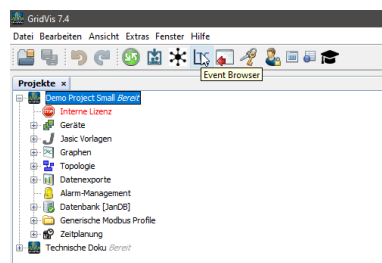 GridVis 7.4
Datei Bearbeiten Ansicht Extras Fenster Hilfe
Event Browser
Projekte ×
Demo Project Small Bereit
Interne Lizenz
Geräte
Jasic Vorlagen
Graphen
Topologie
Datenexporte
Alarm-Management
Datenbank [JanDB]
Generische Modbus Profile
Zeitplanung
Technische Doku Bereit